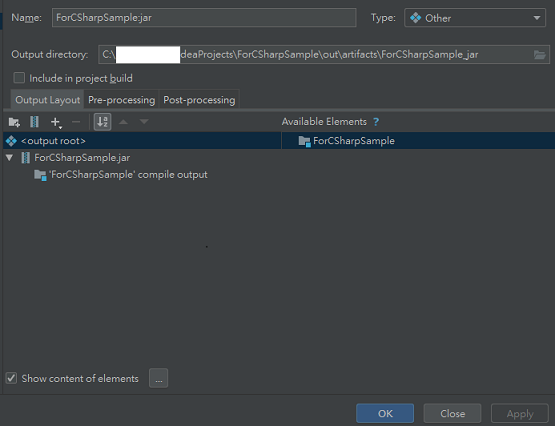 Name: ForCSharpSample:jar Type: Other
Output directory: C:\ deaProjects\ForCSharpSample\out\artifacts\ForCSharpSample_jar
Include in project build
Output Layout Pre-processing Post-processing
Available Elements ?
<output root> ForCSharpSample
ForCSharpSample.jar
'ForCSharpSample' compile output
Show content of elements ...
OK Close Apply